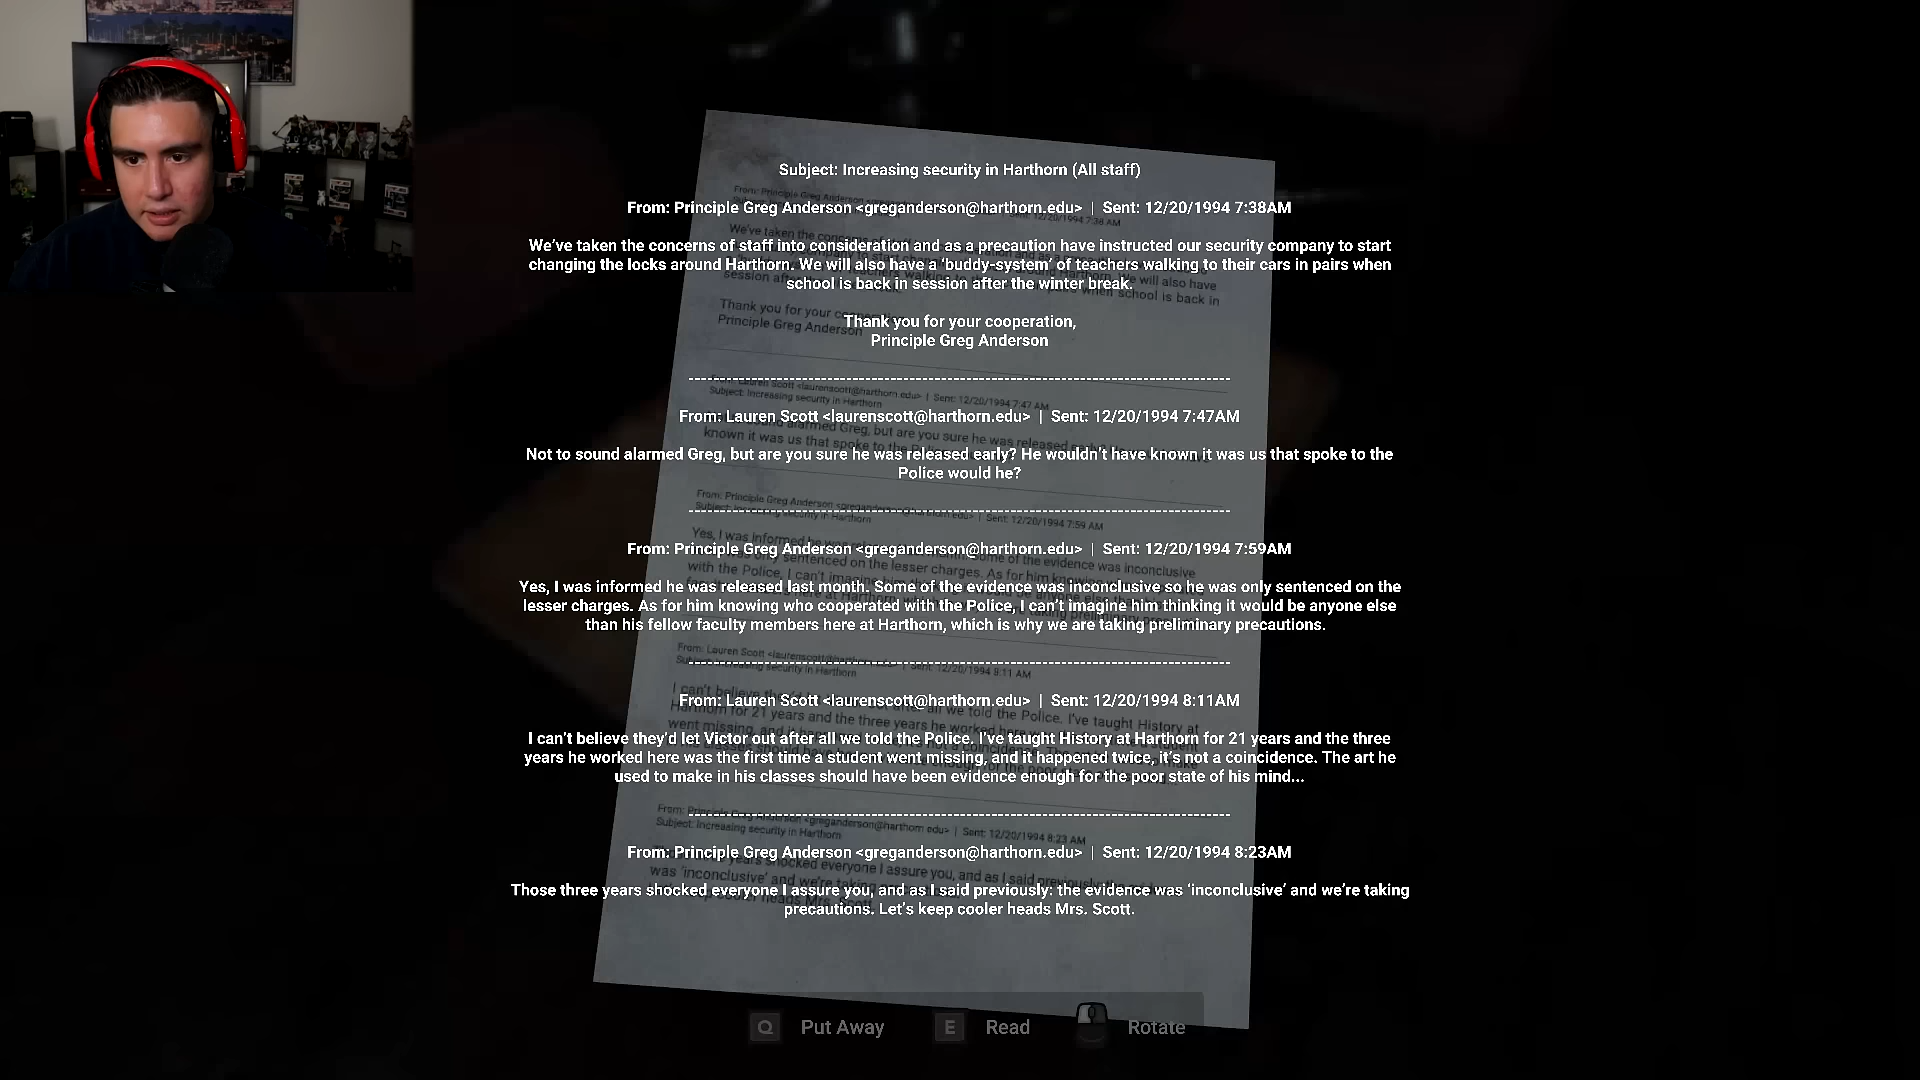 Subject: Increasing security in Harthorn (All staff)
From: Principle Greg Anderson <greganderson@harthorn.edu> | Sent: 12/20/1994 7:38AM
We've taken the concerns of staff into consideration and as a precaution have instructed our security company to start
changing the locks around Harthorn. We will also have a 'buddy-system' of teachers walking to their cars in pairs when
school is back in session after the winter break.
Thank you for your cooperation,
Principle Greg Anderson
From: Lauren Scott <laurenscott@harthorn.edu> | Sent: 12/20/1994 7:47AM
Not to sound alarmed Greg, but are you sure he was released early? He wouldn't have known it was us that spoke to the
Police would he?
From: Principle Greg Anderson <greganderson@harthorn.edu> | Sent: 12/20/1994 7:59AM
Yes, I was informed he was released last month. Some of the evidence was inconclusive so he was only sentenced on the
lesser charges. As for him knowing who cooperated with the Police, I can't imagine him thinking it would be anyone else
than his fellow faculty members here at Harthorn, which is why we are taking preliminary precautions.
From: Lauren Scott <laurenscott@harthorn.edu> | Sent: 12/20/1994 8:11AM
I can't believe they'd let Victor out after all we told the Police. I've taught History at Harthorn for 21 years and the three
years he worked here was the first time a student went missing, and it happened twice, it's not a coincidence. The art he
used to make in his classes should have been evidence enough for the poor state of his mind...
From: Principle Greg Anderson <greganderson@harthorn.edu> | Sent: 12/20/1994 8:23AM
Those three years shocked everyone I assure you, and as I said previously: the evidence was 'inconclusive' and we're taking
precautions. Let's keep cooler heads Mrs. Scott.
Q Put Away E Read Rotate